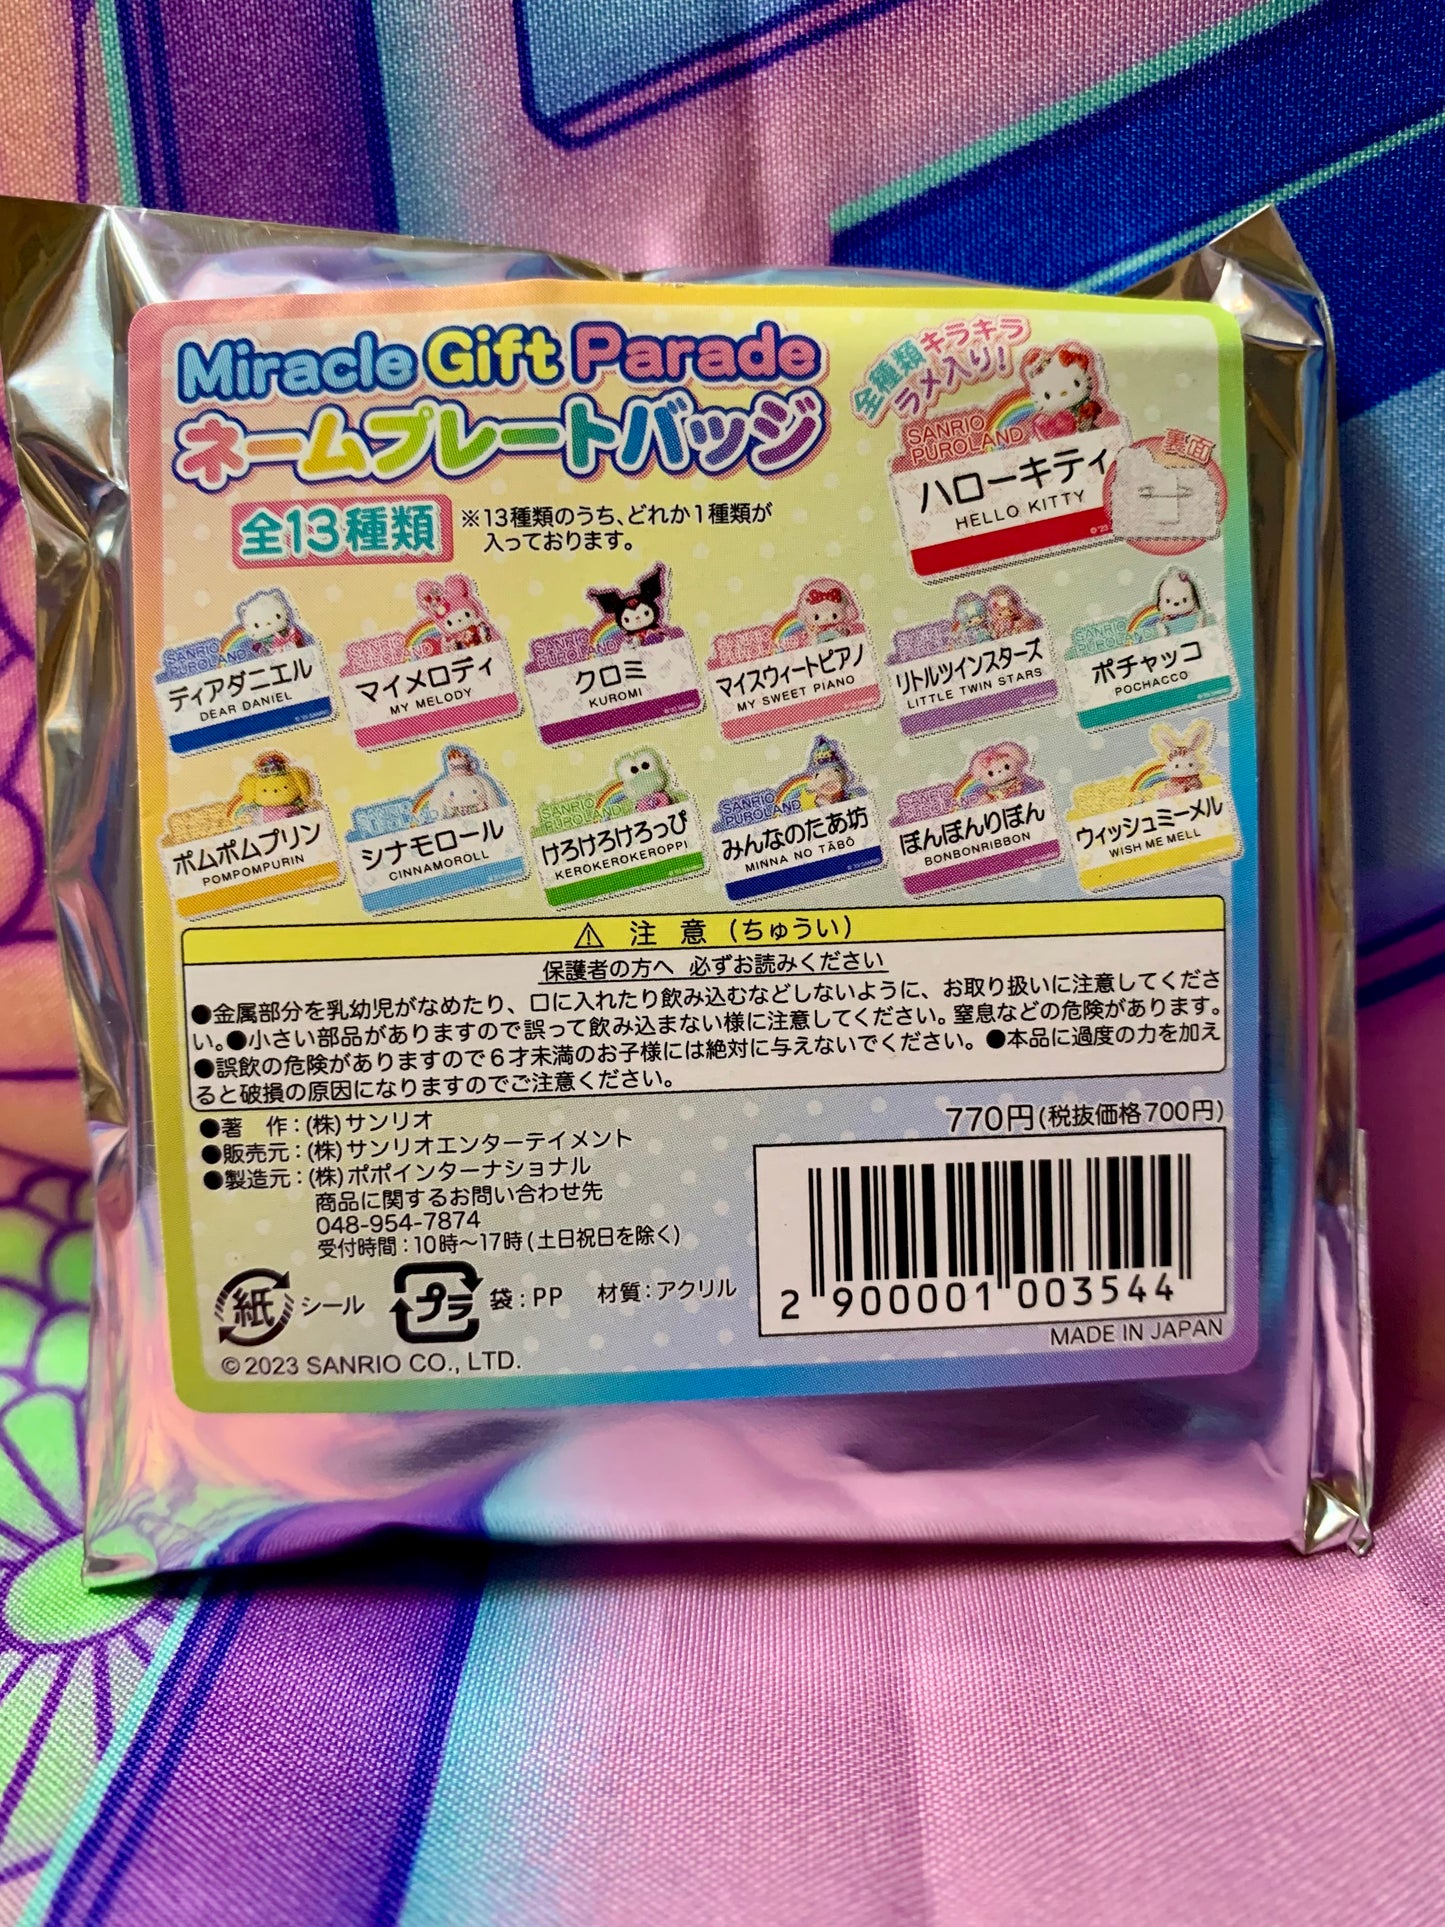 Miracle Gift Parade
ネームプレートバッジ
全種類キラキラ
ラメ入り!
全13種類
※13種類のうち、どれか1種類が
入っております。
SANRIO
PUROLAND
ハローキティ
HELLO KITTY
裏面
SANRIO
PUROLAND
ディアダニエル
DEAR DANIEL
SANRIO
PUROLAND
マイメロディ
MY MELODY
SANRIO
PUROLAND
クロミ
KUROMI
SANRIO
PUROLAND
マイスウィートピアノ
MY SWEET PIANO
SANRIO
PUROLAND
リトルツインスターズ
LITTLE TWIN STARS
SANRIO
PUROLAND
ポチャッコ
POCHACCO
ポムポムプリン
POMPOMPURIN
SANRIO
PUROLAND
シナモロール
CINNAMOROLL
SANRIO
PUROLAND
けろけろけろっぴ
KEROKEROKEROPPI
SANRIO
PUROLAND
みんなのたあ坊
MINNA NO TĀBŌ
SANRIO
PUROLAND
ぼんぼんりぼん
BONBONRIBBON
ウィッシュミーメル
WISH ME MELL
⚠ 注 意 (ちゅうい)
保護者の方へ 必ずお読みください
●金属部分を乳幼児がなめたり、口に入れたり飲み込むなどしないように、お取り扱いに注意してくださ
い。●小さい部品がありますので誤って飲み込まない様に注意してください。窒息などの危険があります。
●誤飲の危険がありますので6才未満のお子様には絶対に与えないでください。●本品に過度の力を加え
ると破損の原因になりますのでご注意ください。
●著 作:(株)サンリオ
●販売元:(株)サンリオエンターテイメント
●製造元:(株)ポポインターナショナル
商品に関するお問い合わせ先
048-954-7874
受付時間:10時〜17時(土日祝日を除く)
770円(税抜価格700円)
2 900001 003544
紙 シール
プラ 袋:PP
材質:アクリル
MADE IN JAPAN
©2023 SANRIO CO., LTD.